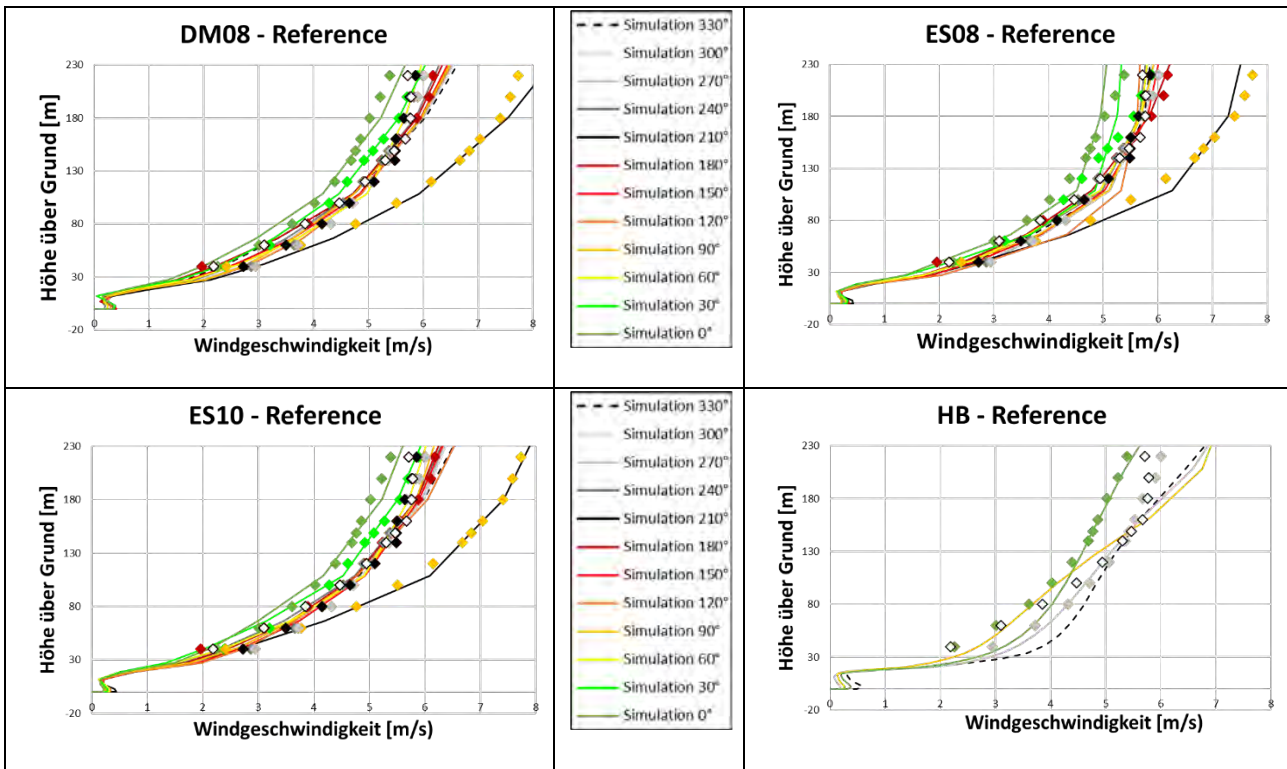 DM08 - Reference
Höhe über Grund [m]
230
180
130
80
30
-20
0 1 2 3 4 5 6 7 8
Windgeschwindigkeit [m/s)
Simulation 330°
Simulation 300°
Simulation 270°
Simulation 240°
Simulation 210°
Simulation 180°
Simulation 150°
Simulation 120°
Simulation 90°
Simulation 60°
Simulation 30°
Simulation 0°
ES08 - Reference
Höhe über Grund [m]
230
180
130
80
30
-20
0 1 2 3 4 5 6 7 8
Windgeschwindigkeit [m/s)
ES10 - Reference
Höhe über Grund [m]
230
180
130
80
30
-20
0 1 2 3 4 5 6 7 8
Windgeschwindigkeit [m/s)
Simulation 330°
Simulation 300°
Simulation 270°
Simulation 240°
Simulation 210°
Simulation 180°
Simulation 150°
Simulation 120°
Simulation 90°
Simulation 60°
Simulation 30°
Simulation 0°
HB - Reference
Höhe über Grund [m]
230
180
130
80
30
-20
0 1 2 3 4 5 6 7 8
Windgeschwindigkeit [m/s)